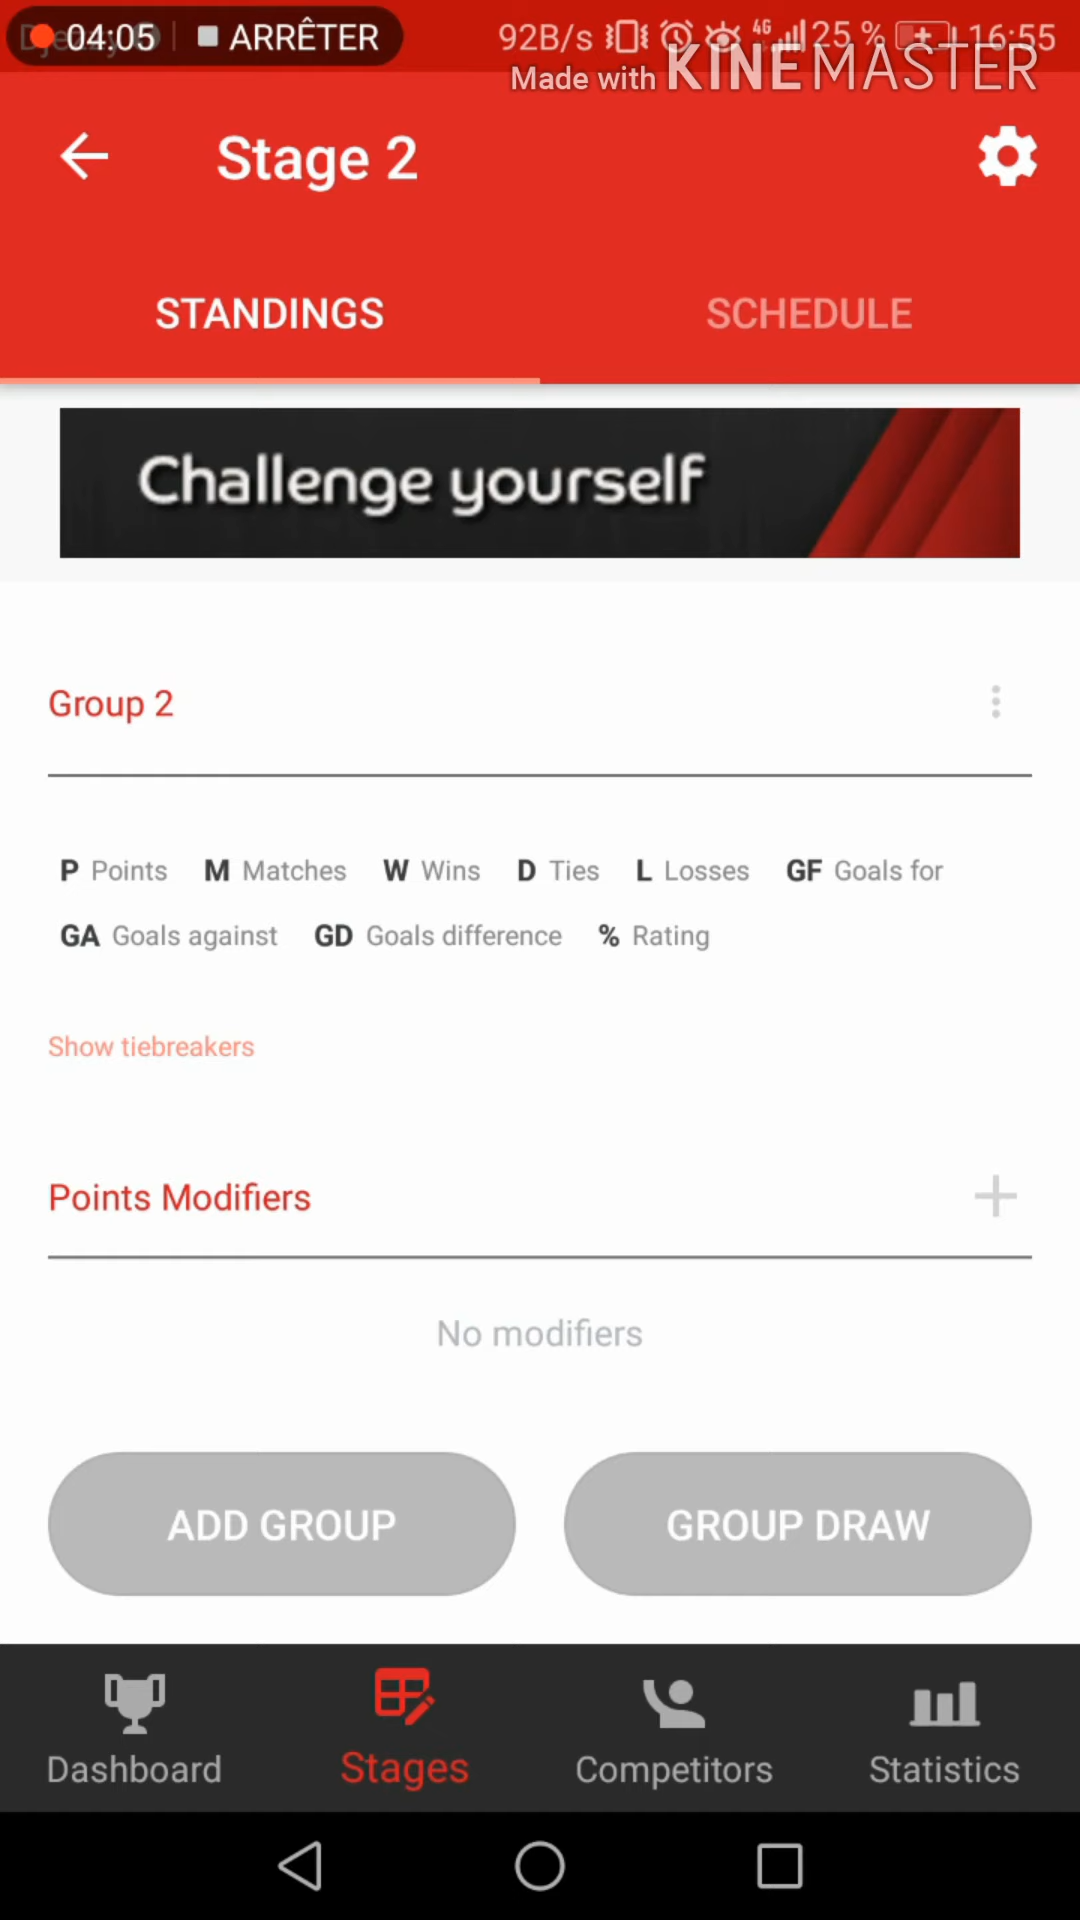 04:05 ARRÊTER 92B/s 4G 25 % 16:55
Made with KINEMASTER
Stage 2
STANDINGS SCHEDULE
Challenge yourself
Group 2
P Points M Matches W Wins D Ties L Losses GF Goals for
GA Goals against GD Goals difference % Rating
Show tiebreakers
Points Modifiers
No modifiers
ADD GROUP GROUP DRAW
Dashboard Stages Competitors Statistics